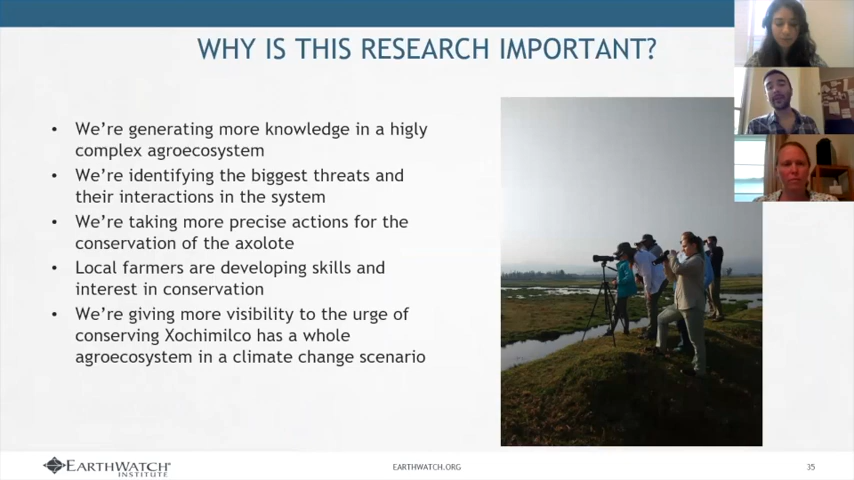 WHY IS THIS RESEARCH IMPORTANT?
• We're generating more knowledge in a higly
complex agroecosystem
• We're identifying the biggest threats and
their interactions in the system
• We're taking more precise actions for the
conservation of the axolote
• Local farmers are developing skills and
interest in conservation
• We're giving more visibility to the urge of
conserving Xochimilco has a whole
agroecosystem in a climate change scenario
EARTHWATCH
INSTITUTE
EARTHWATCH.ORG
35